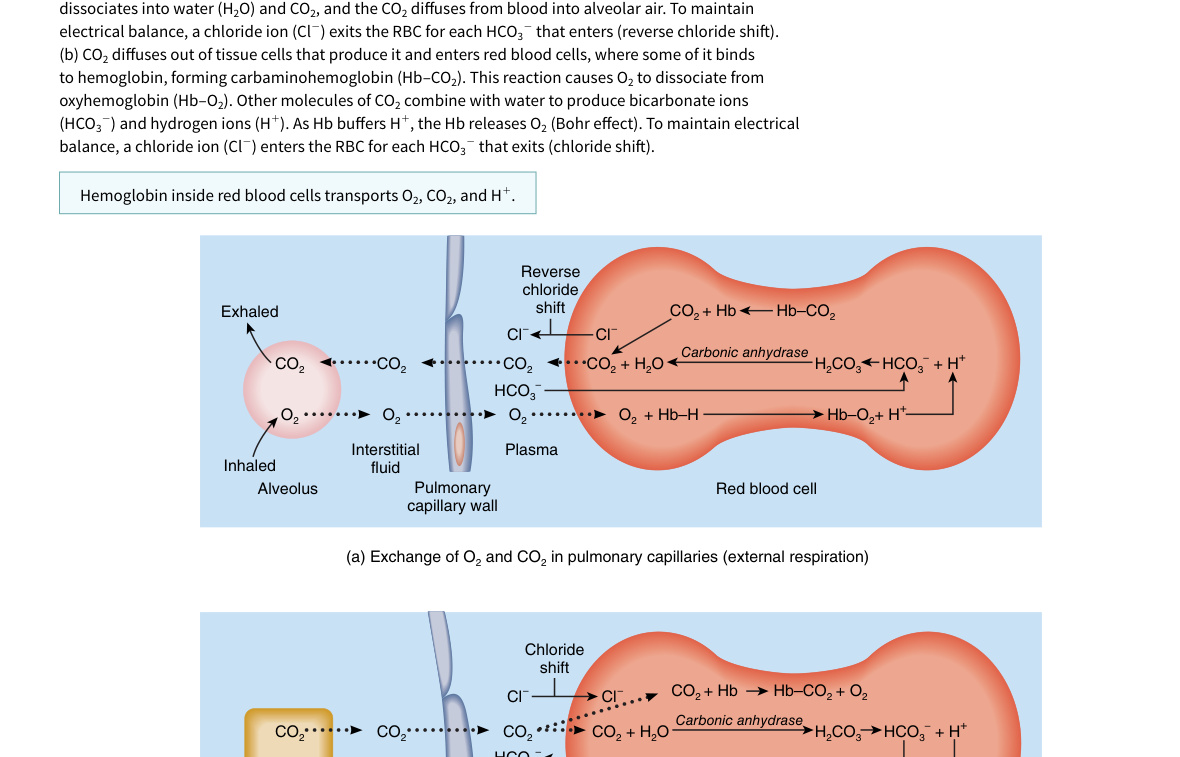 dissociates into water (H₂O) and CO₂, and the CO₂ diffuses from blood into alveolar air. To maintain
electrical balance, a chloride ion (Cl⁻) exits the RBC for each HCO₃⁻ that enters (reverse chloride shift).
(b) CO₂ diffuses out of tissue cells that produce it and enters red blood cells, where some of it binds
to hemoglobin, forming carbaminohemoglobin (Hb–CO₂). This reaction causes O₂ to dissociate from
oxyhemoglobin (Hb–O₂). Other molecules of CO₂ combine with water to produce bicarbonate ions
(HCO₃⁻) and hydrogen ions (H⁺). As Hb buffers H⁺, the Hb releases O₂ (Bohr effect). To maintain electrical
balance, a chloride ion (Cl⁻) enters the RBC for each HCO₃⁻ that exits (chloride shift).
Hemoglobin inside red blood cells transports O₂, CO₂, and H⁺.
Reverse
chloride
shift
Exhaled
CO₂ + Hb ← Hb–CO₂
Cl⁻ ← Cl⁻
Carbonic anhydrase
CO₂ CO₂ CO₂ CO₂ + H₂O ← H₂CO₃ ← HCO₃⁻ + H⁺
HCO₃⁻
O₂ O₂ O₂ O₂ + Hb–H → Hb–O₂ + H⁺
Interstitial
fluid
Plasma
Inhaled
Alveolus
Pulmonary
capillary wall
Red blood cell
(a) Exchange of O₂ and CO₂ in pulmonary capillaries (external respiration)
Chloride
shift
Cl⁻ → Cl⁻
CO₂ + Hb → Hb–CO₂ + O₂
Carbonic anhydrase
CO₂ CO₂ CO₂ CO₂ + H₂O → H₂CO₃ → HCO₃⁻ + H⁺
HCO₃⁻